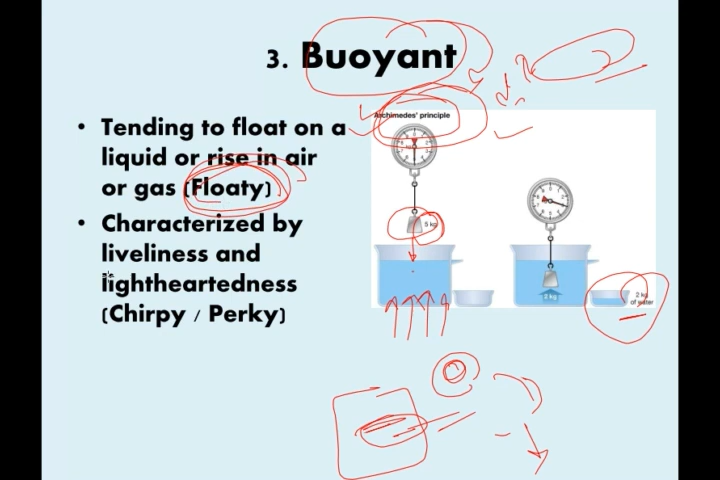 3. Buoyant
• Tending to float on a
liquid or rise in air
or gas (Floaty)
• Characterized by
liveliness and
lightheartedness
(Chirpy / Perky)
Archimedes' principle
5 kg
2 kg
2 kg
of water